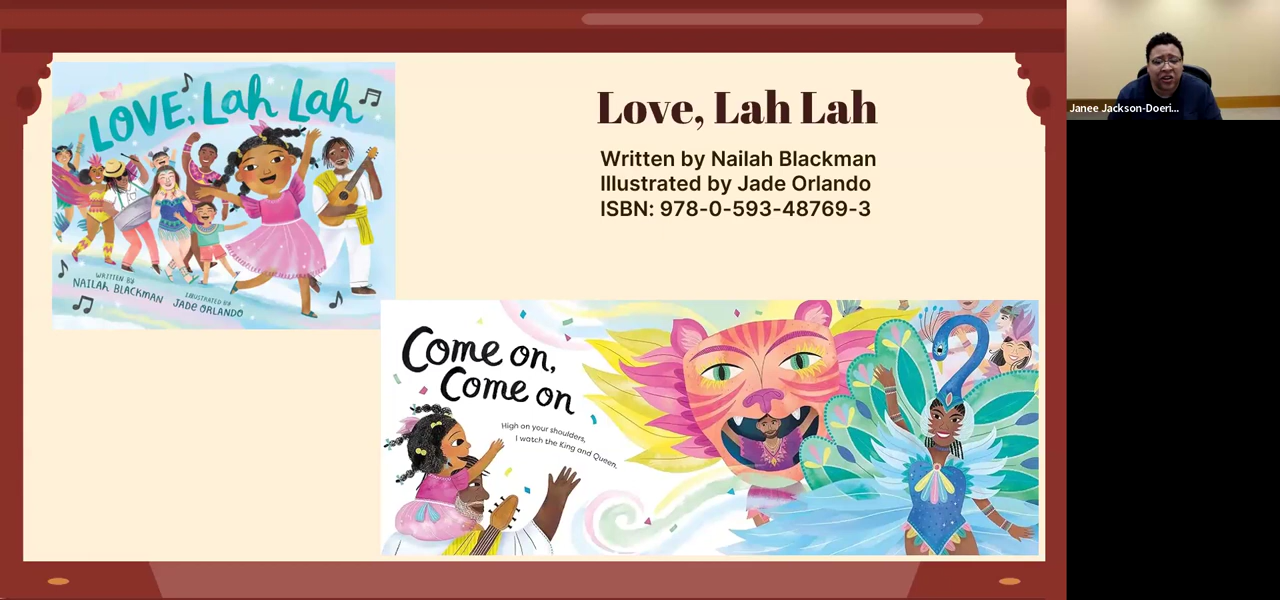 LOVE, Lah Lah
WRITTEN BY
NAILAH BLACKMAN
ILLUSTRATED BY
JADE ORLANDO
Love, Lah Lah
Written by Nailah Blackman
Illustrated by Jade Orlando
ISBN: 978-0-593-48769-3
Come on,
Come on
High on your shoulders,
I watch the King and Queen.
Janee Jackson-Doeri...